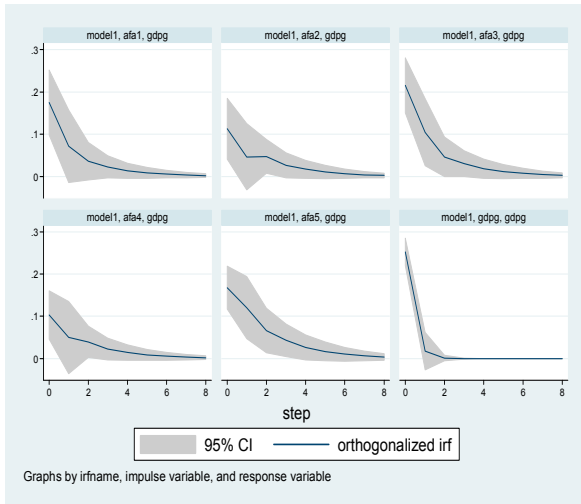 model1, afa1, gdpg
model1, afa2, gdpg
model1, afa3, gdpg
.3
.2
.1
0
model1, afa4, gdpg
model1, afa5, gdpg
model1, gdpg, gdpg
.3
.2
.1
0
0 2 4 6 8
0 2 4 6 8
0 2 4 6 8
step
95% CI
orthogonalized irf
Graphs by irfname, impulse variable, and response variable